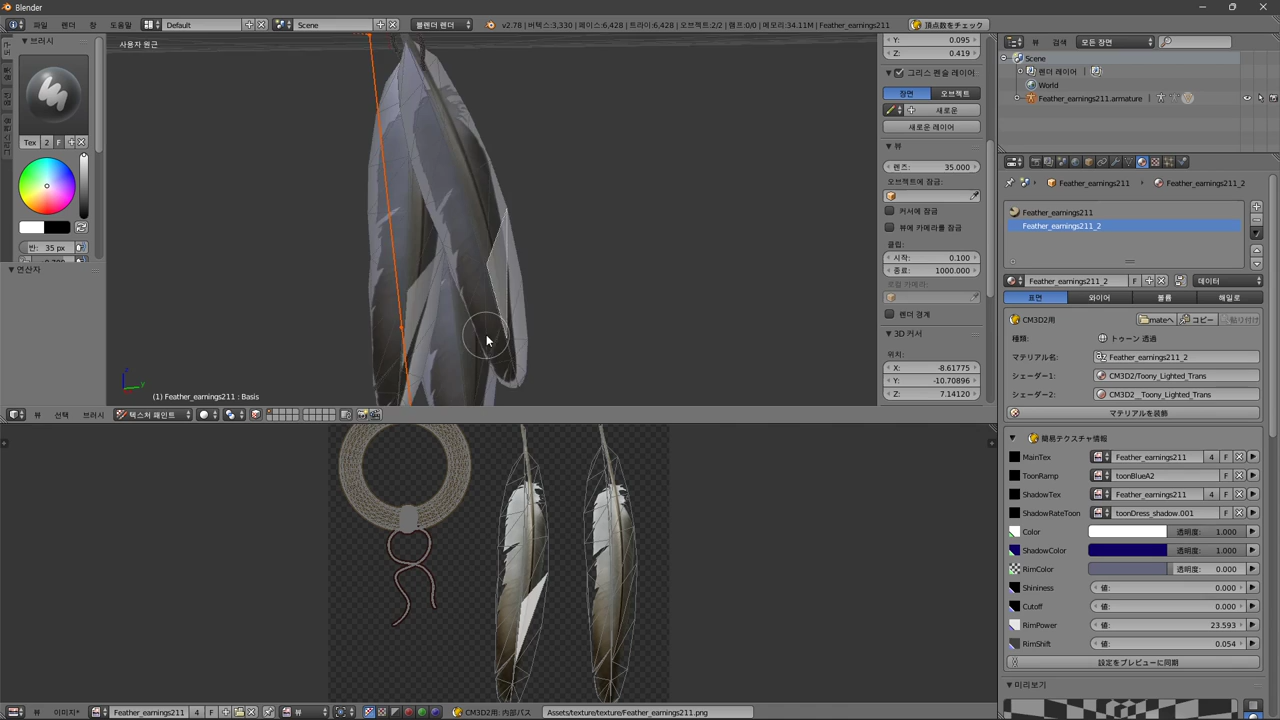 Blender
창 렌더 창 도움말 Default Scene 블렌더 렌더 v2.78 | 버텍스:3,330 | 페이스:6,428 | 트라이:6,428 | 오브젝트:2/2 | 램프:0/0 | 메모리:34.11M | Feather_earnings211 頂点数をチェック
브러시
Tex 2 F
반: 35 px
연산자
사용자 원근
(1) Feather_earnings211 : Basis
뷰 선택 브러시 텍스처 페인트
Y: 0.095
Z: 0.419
그리스 펜슬 레이어
장면 오브젝트
새로운
새로운 레이어
뷰
렌즈: 35.000
오브젝트에 잠금:
커서에 잠금
뷰에 카메라를 잠금
클립:
시작: 0.100
종료: 1000.000
로컬 카메라:
렌더 경계
3D 커서
위치:
X: -8.61775
Y: -10.70896
Z: 7.14120
뷰 검색 모든 장면
Scene
렌더 레이어
World
Feather_earnings211.armature
Feather_earnings211 Feather_earnings211_2
Feather_earnings211
Feather_earnings211_2
Feather_earnings211_2 F 데이터
표면 와이어 볼륨 헤일로
CM3D2用 mateへ コピー 貼り付け
種類: トゥーン 透過
マテリアル名: Feather_earnings211_2
シェーダー1: CM3D2/Toony_Lighted_Trans
シェーダー2: CM3D2__Toony_Lighted_Trans
マテリアルを装飾
簡易テクスチャ情報
MainTex Feather_earnings211 4 F
ToonRamp toonBlueA2 F
ShadowTex Feather_earnings211 4 F
ShadowRateToon toonDress_shadow.001 F
Color 透明度: 1.000
ShadowColor 透明度: 1.000
RimColor 透明度: 0.000
Shininess 値: 0.000
Cutoff 値: 0.000
RimPower 値: 23.593
RimShift 値: 0.054
設定をプレビューに同期
미리보기
뷰 이미지* Feather_earnings211 4 F 뷰 CM3D2用: 内部パス Assets/texture/texture/Feather_earnings211.png